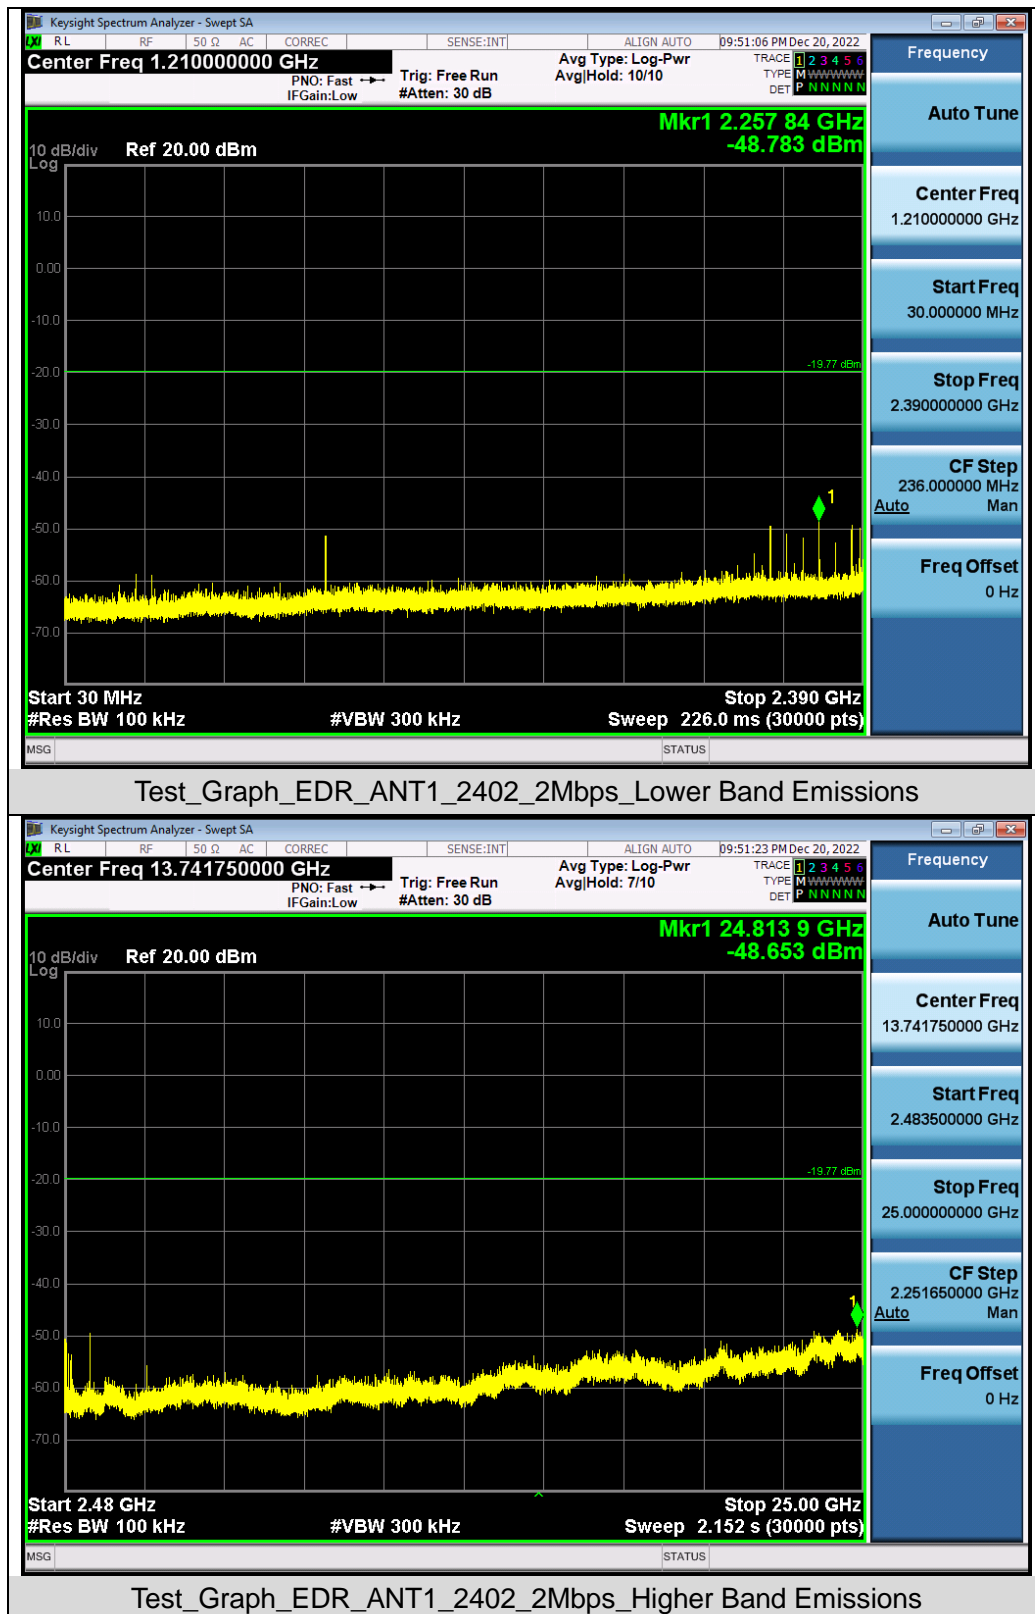 Keysight Spectrum Analyzer - Swept SA
LXI RL RF 50 Ω AC CORREC SENSE:INT ALIGN AUTO 09:51:06 PM Dec 20, 2022
Center Freq 1.210000000 GHz
PNO: Fast
IFGain:Low
Trig: Free Run
#Atten: 30 dB
Avg Type: Log-Pwr
Avg|Hold: 10/10
TRACE 1 2 3 4 5 6
TYPE M W W W W W
DET P N N N N N
Mkr1 2.257 84 GHz
-48.783 dBm
10 dB/div Ref 20.00 dBm
Log
10.0
0.00
-10.0
-19.77 dBm
-20.0
-30.0
-40.0
1
-50.0
-60.0
-70.0
Start 30 MHz Stop 2.390 GHz
#Res BW 100 kHz #VBW 300 kHz Sweep 226.0 ms (30000 pts)
MSG STATUS
Frequency
Auto Tune
Center Freq
1.210000000 GHz
Start Freq
30.000000 MHz
Stop Freq
2.390000000 GHz
CF Step
236.000000 MHz
Auto Man
Freq Offset
0 Hz
Test_Graph_EDR_ANT1_2402_2Mbps_Lower Band Emissions
Keysight Spectrum Analyzer - Swept SA
LXI RL RF 50 Ω AC CORREC SENSE:INT ALIGN AUTO 09:51:23 PM Dec 20, 2022
Center Freq 13.741750000 GHz
PNO: Fast
IFGain:Low
Trig: Free Run
#Atten: 30 dB
Avg Type: Log-Pwr
Avg|Hold: 7/10
TRACE 1 2 3 4 5 6
TYPE M W W W W W
DET P N N N N N
Mkr1 24.813 9 GHz
-48.653 dBm
10 dB/div Ref 20.00 dBm
Log
10.0
0.00
-10.0
-19.77 dBm
-20.0
-30.0
-40.0
1
-50.0
-60.0
-70.0
Start 2.48 GHz Stop 25.00 GHz
#Res BW 100 kHz #VBW 300 kHz Sweep 2.152 s (30000 pts)
MSG STATUS
Frequency
Auto Tune
Center Freq
13.741750000 GHz
Start Freq
2.483500000 GHz
Stop Freq
25.000000000 GHz
CF Step
2.251650000 GHz
Auto Man
Freq Offset
0 Hz
Test_Graph_EDR_ANT1_2402_2Mbps_Higher Band Emissions